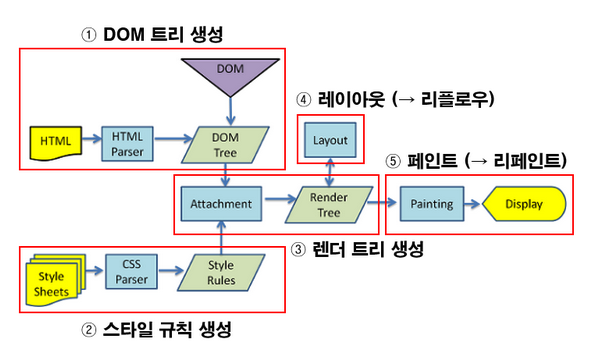 ① DOM 트리 생성
DOM
④ 레이아웃 (→ 리플로우)
HTML
HTML
Parser
DOM
Tree
Layout
⑤ 페인트 (→ 리페인트)
Attachment
Render
Tree
Painting
Display
③ 렌더 트리 생성
Style
Sheets
CSS
Parser
Style
Rules
② 스타일 규칙 생성